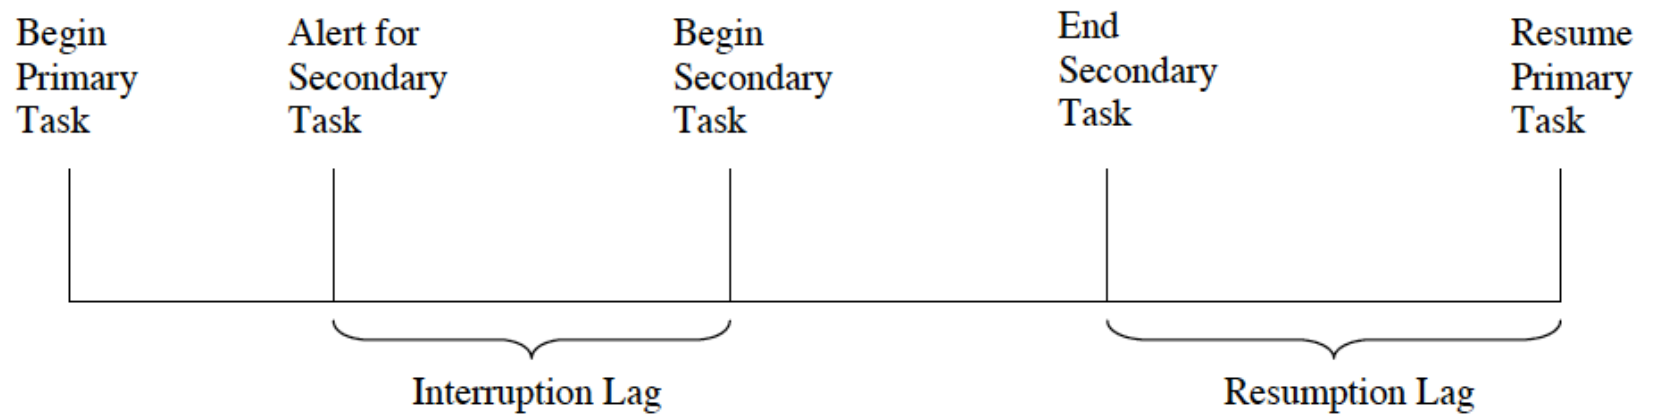 Begin
Primary
Task
Alert for
Secondary
Task
Begin
Secondary
Task
End
Secondary
Task
Resume
Primary
Task
Interruption Lag
Resumption Lag